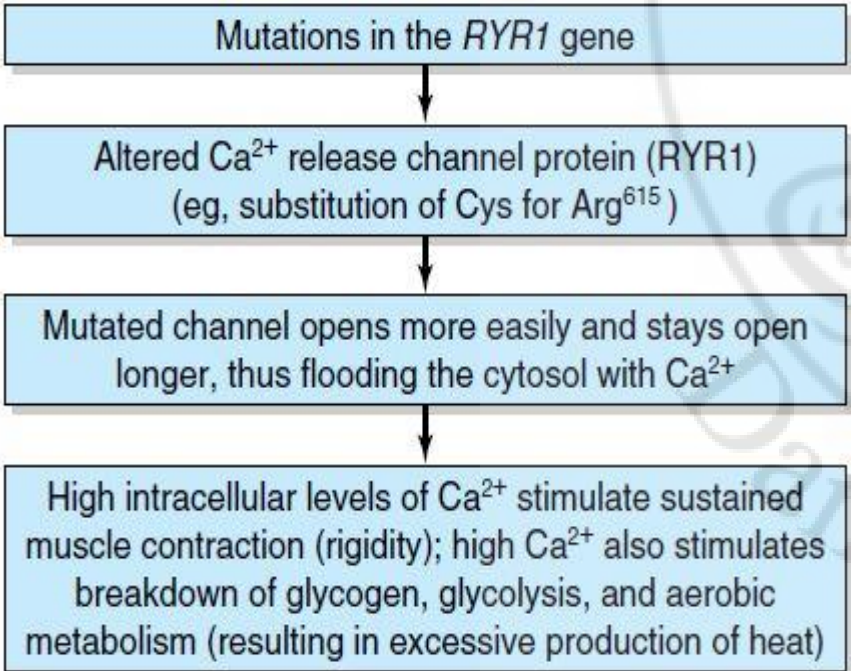 Mutations in the RYR1 gene
Altered Ca²⁺ release channel protein (RYR1)
(eg, substitution of Cys for Arg⁶¹⁵ )
Mutated channel opens more easily and stays open
longer, thus flooding the cytosol with Ca²⁺
High intracellular levels of Ca²⁺ stimulate sustained
muscle contraction (rigidity); high Ca²⁺ also stimulates
breakdown of glycogen, glycolysis, and aerobic
metabolism (resulting in excessive production of heat)